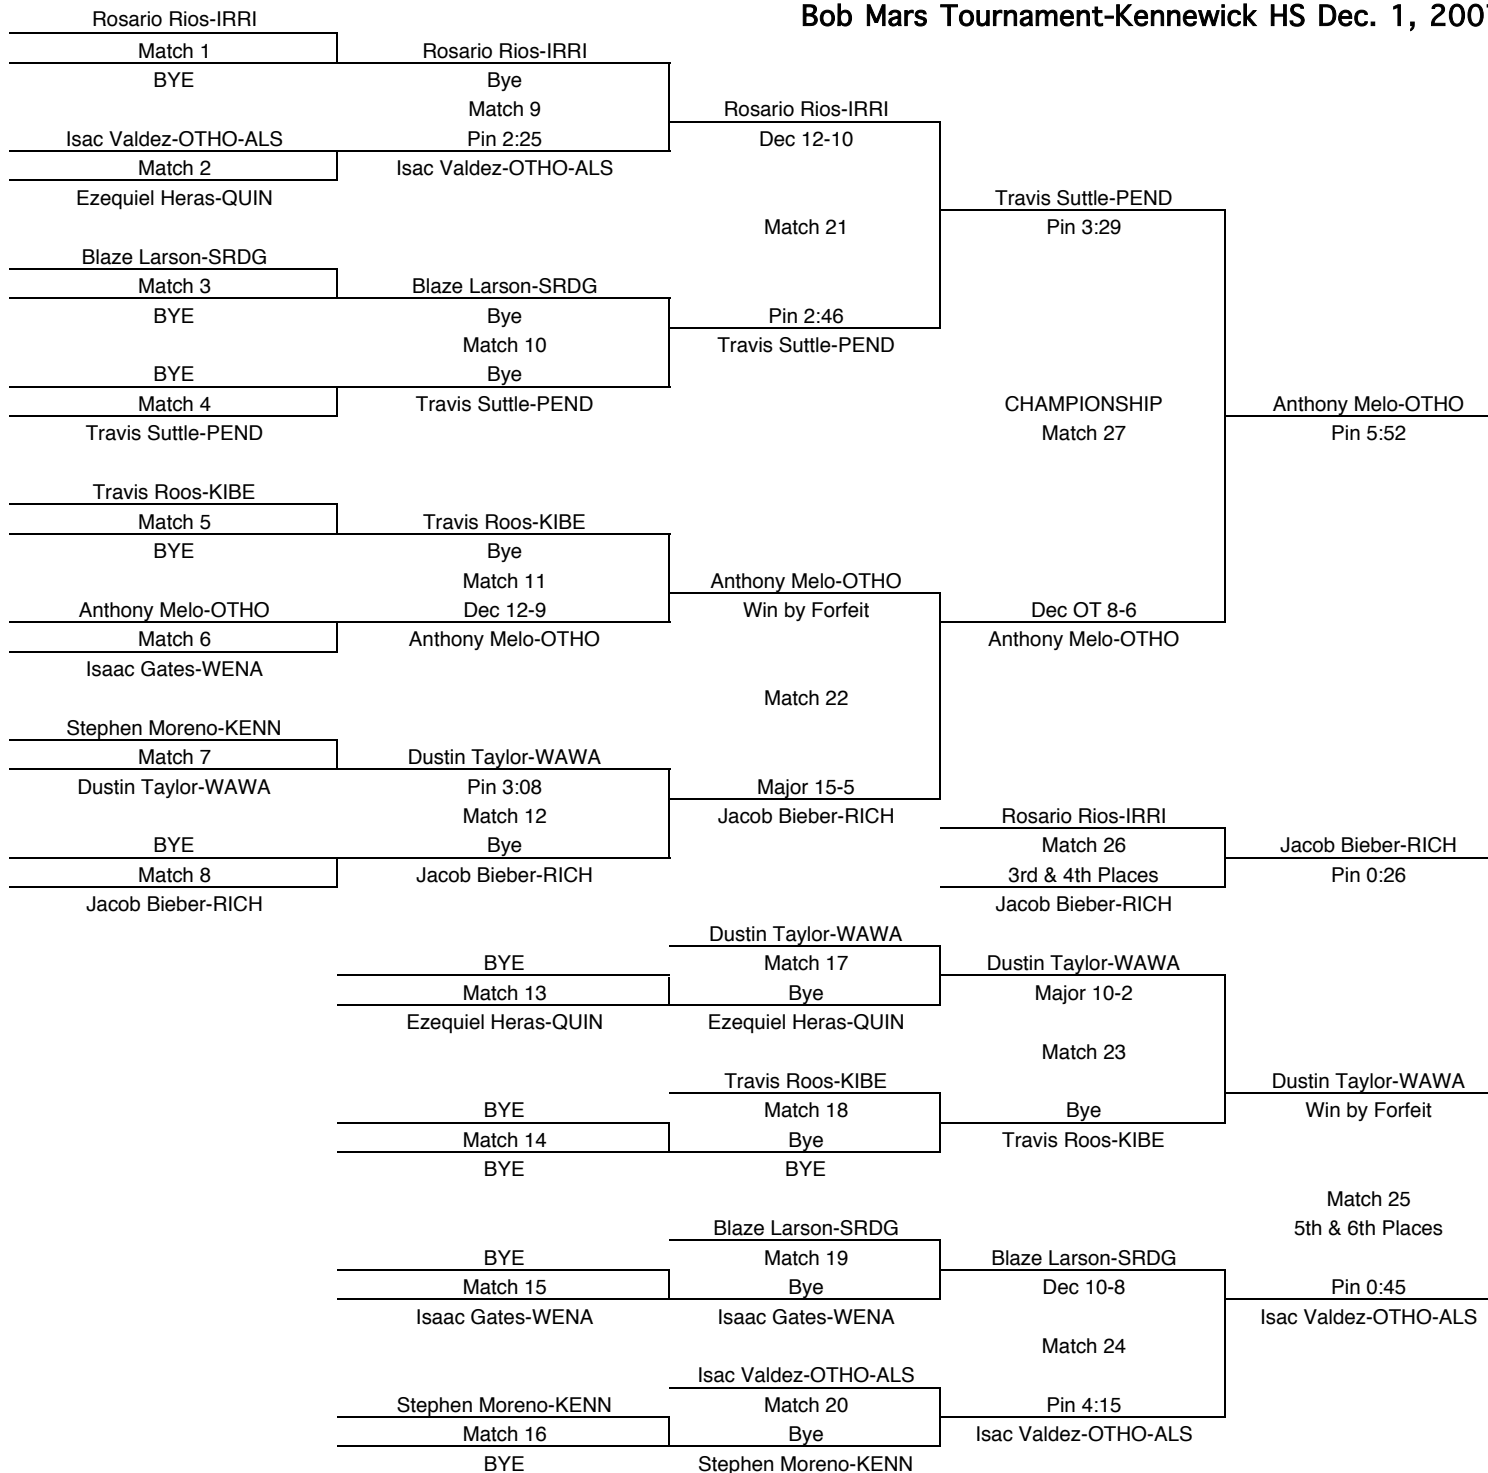 Bob Mars Tournament-Kennewick HS Dec. 1, 2007
Rosario Rios-IRRI
Match 1
BYE
Isac Valdez-OTHO-ALS
Match 2
Ezequiel Heras-QUIN
Blaze Larson-SRDG
Match 3
BYE
BYE
Match 4
Travis Suttle-PEND
Travis Roos-KIBE
Match 5
BYE
Anthony Melo-OTHO
Match 6
Isaac Gates-WENA
Stephen Moreno-KENN
Match 7
Dustin Taylor-WAWA
BYE
Match 8
Jacob Bieber-RICH
Rosario Rios-IRRI
Bye
Match 9
Pin 2:25
Isac Valdez-OTHO-ALS
Blaze Larson-SRDG
Bye
Match 10
Bye
Travis Suttle-PEND
Travis Roos-KIBE
Bye
Match 11
Dec 12-9
Anthony Melo-OTHO
Dustin Taylor-WAWA
Pin 3:08
Match 12
Bye
Jacob Bieber-RICH
Rosario Rios-IRRI
Dec 12-10
Match 21
Pin 2:46
Travis Suttle-PEND
Anthony Melo-OTHO
Win by Forfeit
Match 22
Major 15-5
Jacob Bieber-RICH
Travis Suttle-PEND
Pin 3:29
CHAMPIONSHIP
Match 27
Dec OT 8-6
Anthony Melo-OTHO
Anthony Melo-OTHO
Pin 5:52
Rosario Rios-IRRI
Match 26
3rd & 4th Places
Jacob Bieber-RICH
Jacob Bieber-RICH
Pin 0:26
BYE
Match 13
Ezequiel Heras-QUIN
BYE
Match 14
BYE
BYE
Match 15
Isaac Gates-WENA
Stephen Moreno-KENN
Match 16
BYE
Dustin Taylor-WAWA
Match 17
Bye
Ezequiel Heras-QUIN
Travis Roos-KIBE
Match 18
Bye
BYE
Blaze Larson-SRDG
Match 19
Bye
Isaac Gates-WENA
Isac Valdez-OTHO-ALS
Match 20
Bye
Stephen Moreno-KENN
Dustin Taylor-WAWA
Major 10-2
Match 23
Bye
Travis Roos-KIBE
Blaze Larson-SRDG
Dec 10-8
Match 24
Pin 4:15
Isac Valdez-OTHO-ALS
Dustin Taylor-WAWA
Win by Forfeit
Match 25
5th & 6th Places
Pin 0:45
Isac Valdez-OTHO-ALS